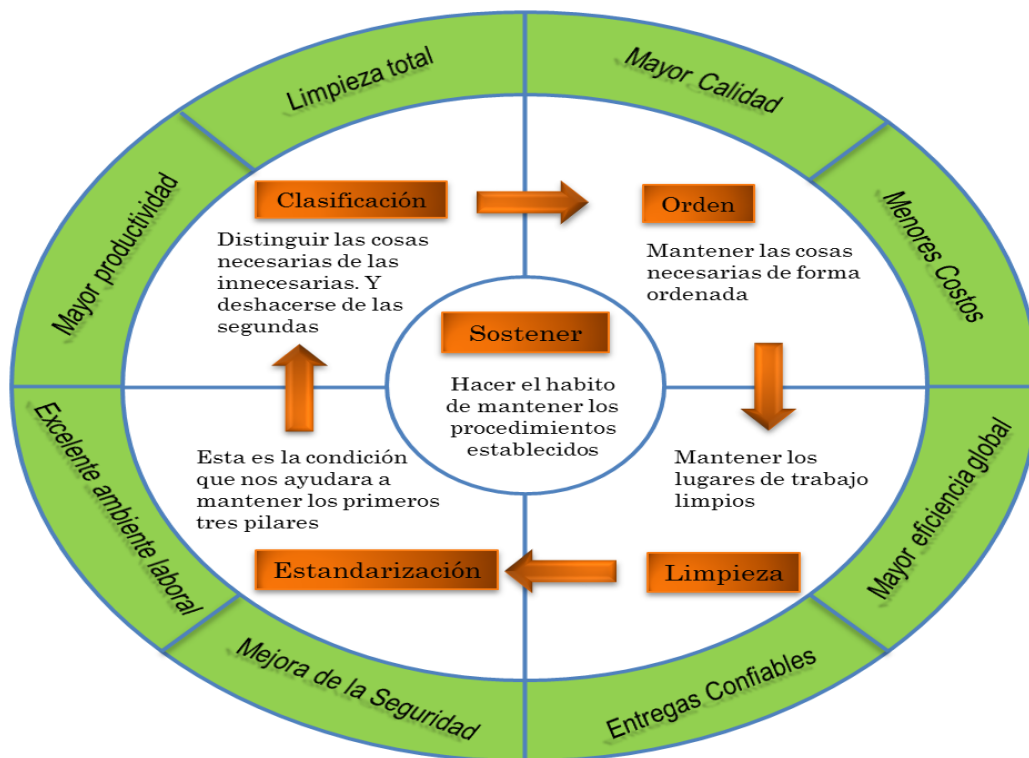 Limpieza total
Mayor Calidad
Mayor productividad
Menores Costos
Clasificación
Distinguir las cosas
necesarias de las
innecesarias. Y
deshacerse de las
segundas
Orden
Mantener las cosas
necesarias de forma
ordenada
Sostener
Hacer el habito
de mantener los
procedimientos
establecidos
Esta es la condición
que nos ayudara a
mantener los primeros
tres pilares
Estandarización
Mantener los
lugares de trabajo
limpios
Limpieza
Excelente ambiente laboral
Mayor eficiencia global
Mejora de la Seguridad
Entregas Confiables